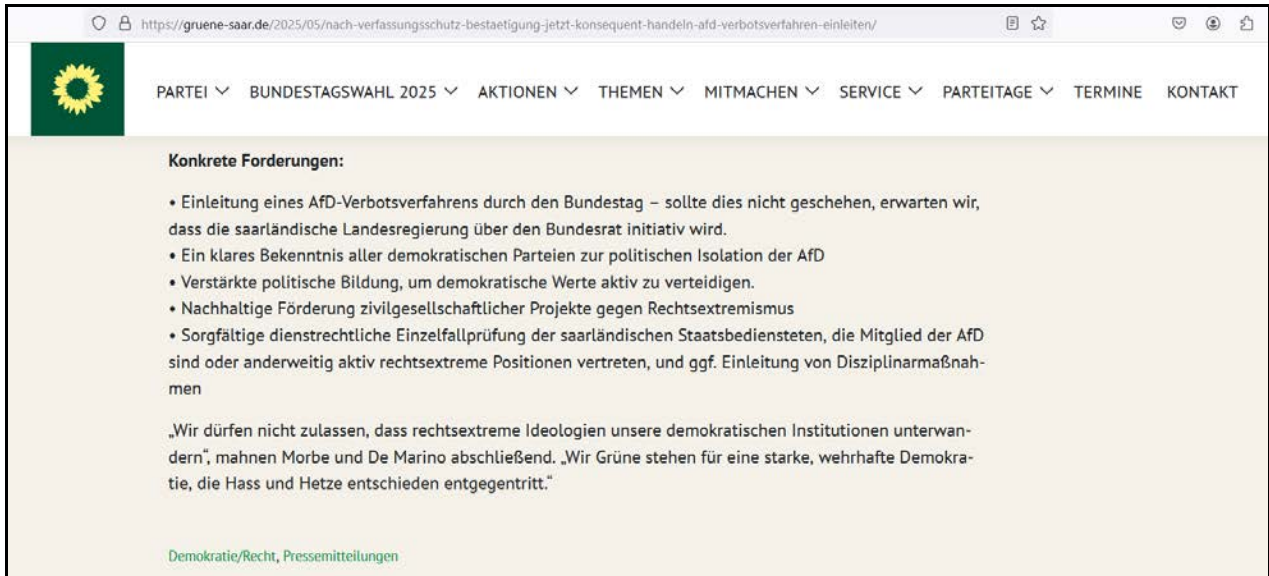 https://gruene-saar.de/2025/05/nach-verfassungsschutz-bestaetigung-jetzt-konsequent-handeln-afd-verbotsverfahren-einleiten/
PARTEI BUNDESTAGSWAHL 2025 AKTIONEN THEMEN MITMACHEN SERVICE PARTEITAGE TERMINE KONTAKT
Konkrete Forderungen:
• Einleitung eines AfD-Verbotsverfahrens durch den Bundestag – sollte dies nicht geschehen, erwarten wir,
dass die saarländische Landesregierung über den Bundesrat initiativ wird.
• Ein klares Bekenntnis aller demokratischen Parteien zur politischen Isolation der AfD
• Verstärkte politische Bildung, um demokratische Werte aktiv zu verteidigen.
• Nachhaltige Förderung zivilgesellschaftlicher Projekte gegen Rechtsextremismus
• Sorgfältige dienstrechtliche Einzelfallprüfung der saarländischen Staatsbediensteten, die Mitglied der AfD
sind oder anderweitig aktiv rechtsextreme Positionen vertreten, und ggf. Einleitung von Disziplinarmaßnah-
men
„Wir dürfen nicht zulassen, dass rechtsextreme Ideologien unsere demokratischen Institutionen unterwan-
dern“, mahnen Morbe und De Marino abschließend. „Wir Grüne stehen für eine starke, wehrhafte Demokra-
tie, die Hass und Hetze entschieden entgegentritt.“
Demokratie/Recht, Pressemitteilungen